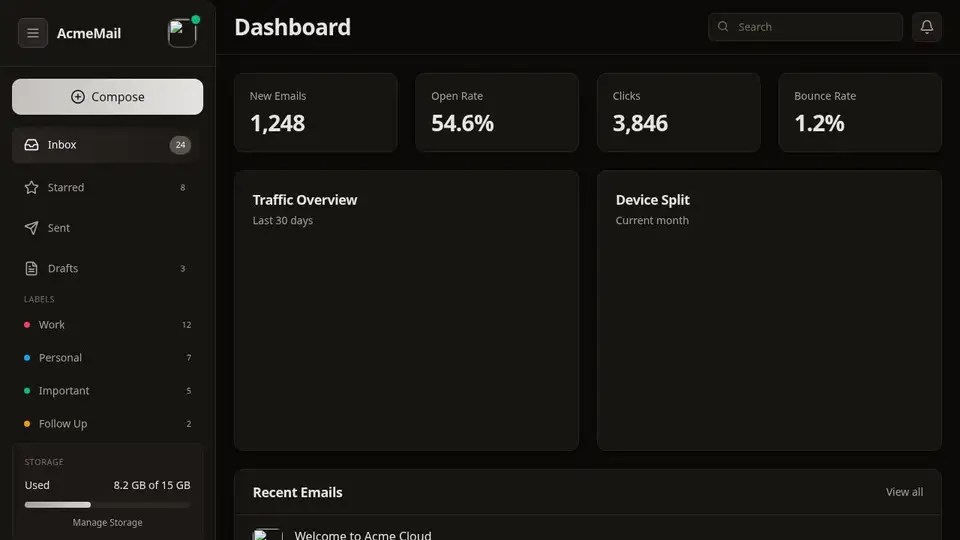 AcmeMail
Compose
Inbox 24
Starred 8
Sent
Drafts 3
LABELS
Work 12
Personal 7
Important 5
Follow Up 2
STORAGE
Used 8.2 GB of 15 GB
Manage Storage
Dashboard
Search
New Emails
1,248
Open Rate
54.6%
Clicks
3,846
Bounce Rate
1.2%
Traffic Overview
Last 30 days
Device Split
Current month
Recent Emails
View all
Welcome to Acme Cloud